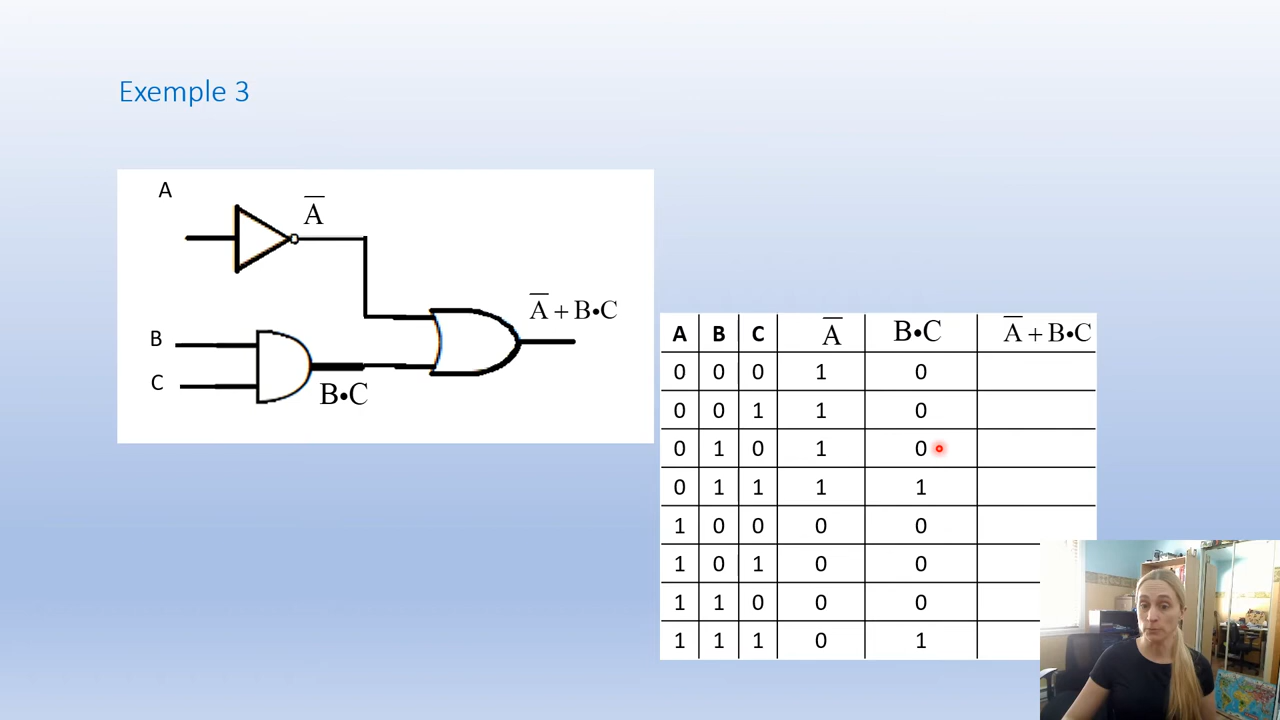 Exemple 3
A
A̅
A̅ + B•C
B
C
B•C
A B C A̅ B•C A̅ + B•C
0 0 0 1 0
0 0 1 1 0
0 1 0 1 0
0 1 1 1 1
1 0 0 0 0
1 0 1 0 0
1 1 0 0 0
1 1 1 0 1